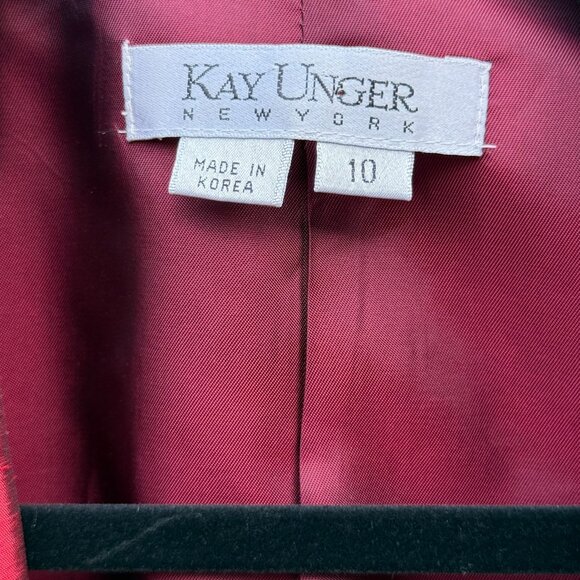 KAY UNGER
NEW YORK
MADE IN
KOREA
10